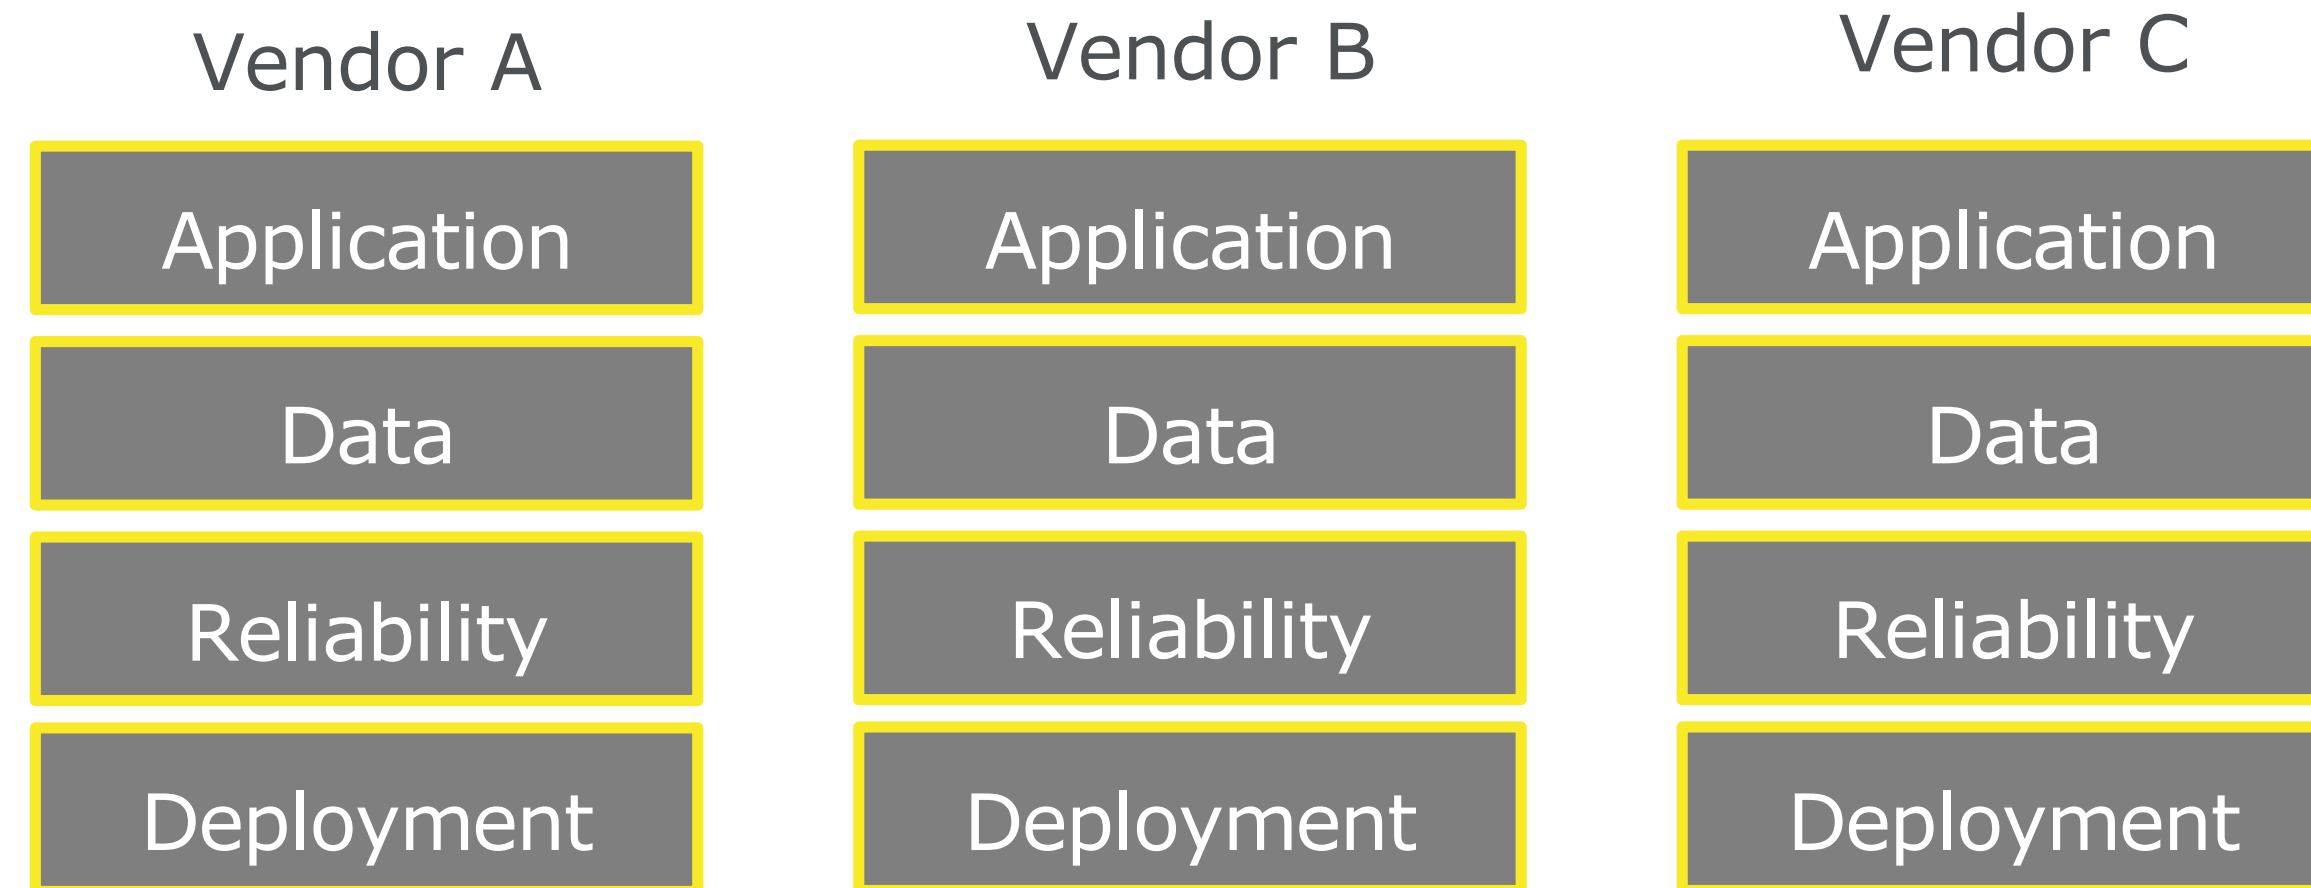 Vendor A
Vendor B
Vendor C
Application
Application
Application
Data
Data
Data
Reliability
Reliability
Reliability
Deployment
Deployment
Deployment